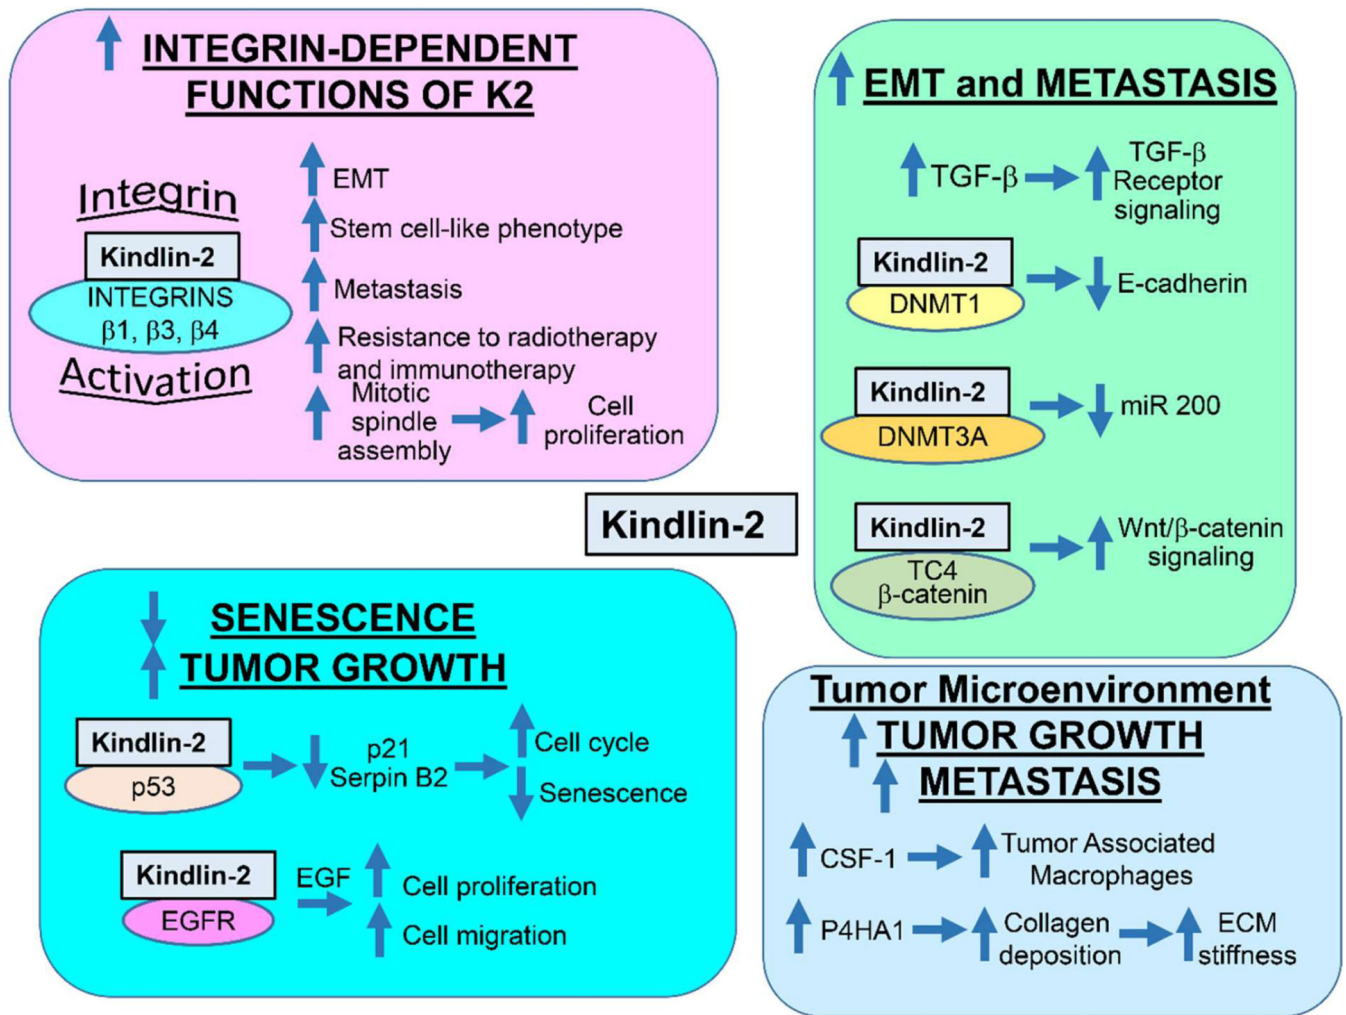 INTEGRIN-DEPENDENT
FUNCTIONS OF K2
Integrin
Kindlin-2
INTEGRINS
β1, β3, β4
Activation
EMT
Stem cell-like phenotype
Metastasis
Resistance to radiotherapy
and immunotherapy
Mitotic
spindle
assembly
Cell
proliferation
EMT and METASTASIS
TGF-β
TGF-β
Receptor
signaling
Kindlin-2
DNMT1
E-cadherin
Kindlin-2
DNMT3A
miR 200
Kindlin-2
TC4
β-catenin
Wnt/β-catenin
signaling
Kindlin-2
SENESCENCE
TUMOR GROWTH
Kindlin-2
p53
p21
Serpin B2
Cell cycle
Senescence
Kindlin-2
EGFR
EGF
Cell proliferation
Cell migration
Tumor Microenvironment
TUMOR GROWTH
METASTASIS
CSF-1
Tumor Associated
Macrophages
P4HA1
Collagen
deposition
ECM
stiffness